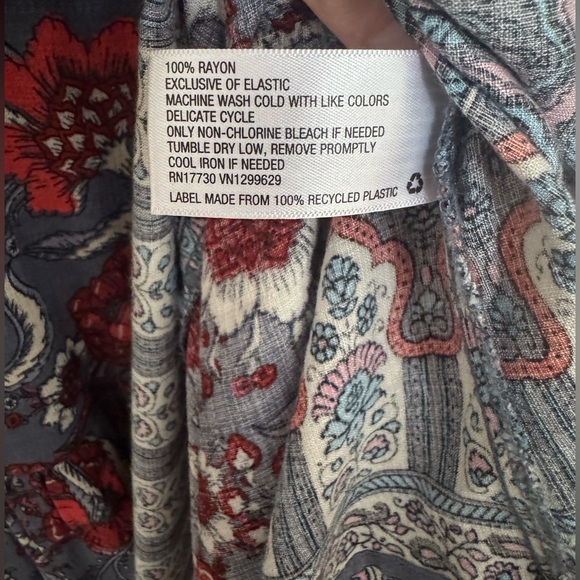 100% RAYON
EXCLUSIVE OF ELASTIC
MACHINE WASH COLD WITH LIKE COLORS
DELICATE CYCLE
ONLY NON-CHLORINE BLEACH IF NEEDED
TUMBLE DRY LOW, REMOVE PROMPTLY
COOL IRON IF NEEDED
RN17730 VN1299629
LABEL MADE FROM 100% RECYCLED PLASTIC